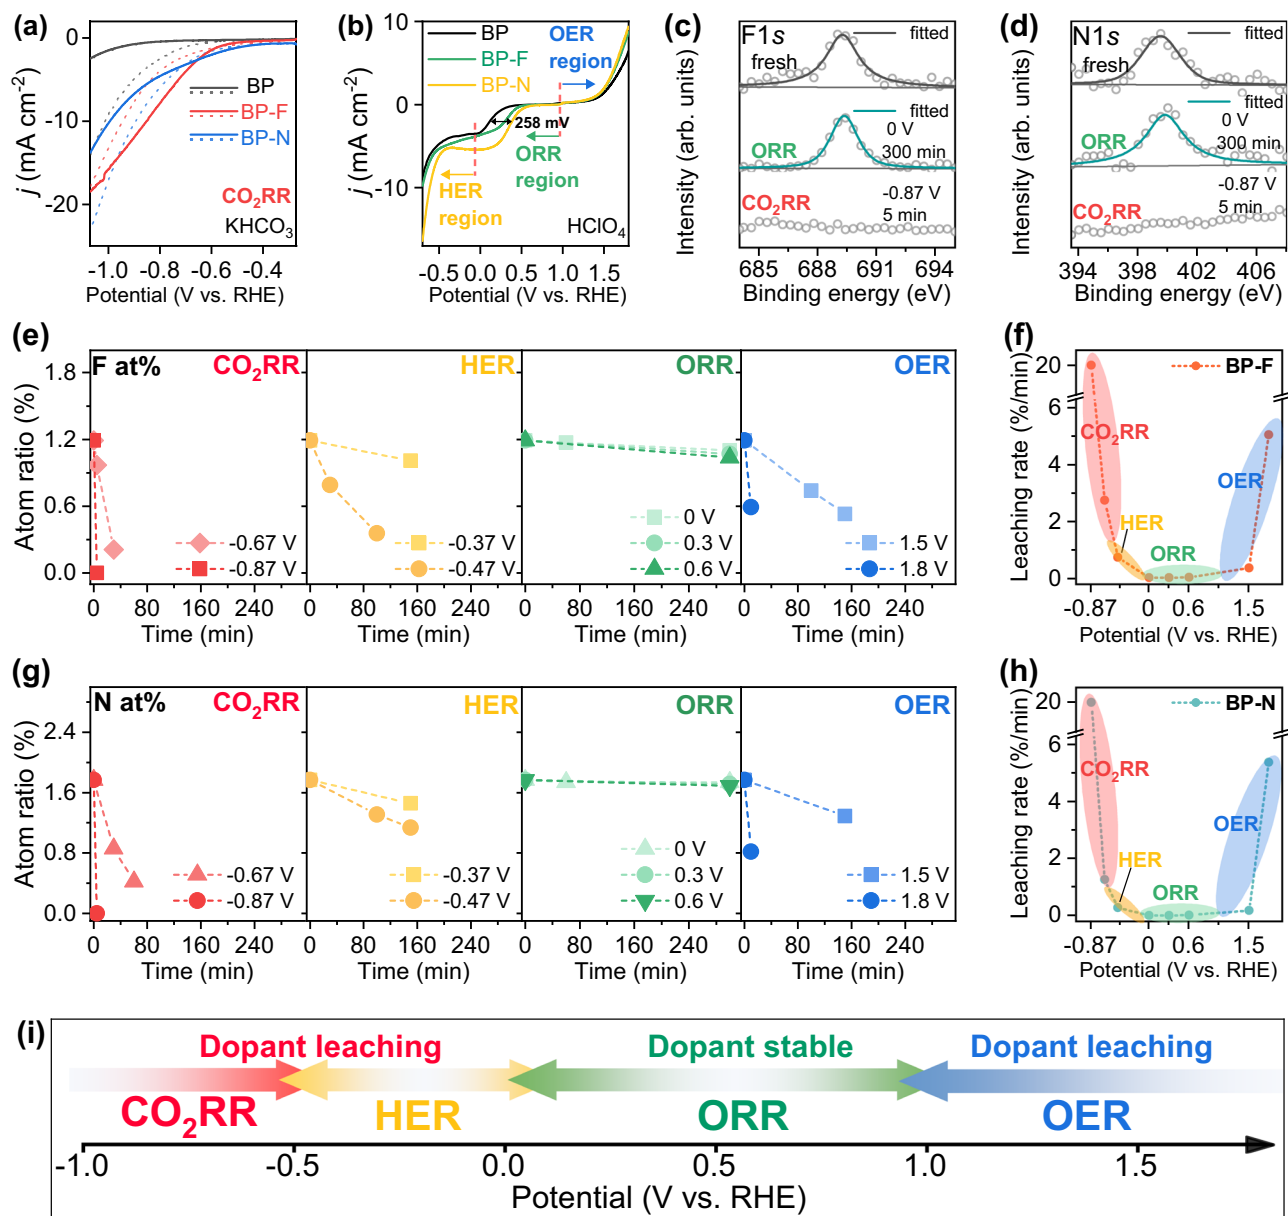 (a)
0
-10
-20
j (mA cm⁻²)
BP
BP-F
BP-N
CO₂RR
KHCO₃
-1.0 -0.8 -0.6 -0.4
Potential (V vs. RHE)
(b)
10
0
-10
j (mA cm⁻²)
BP
BP-F
BP-N
OER
region
258 mV
ORR
region
HER
region
HClO₄
-0.5 0.0 0.5 1.0 1.5
Potential (V vs. RHE)
(c)
Intensity (arb. units)
F1s
fresh
fitted
fitted
0 V
300 min
ORR
CO₂RR
-0.87 V
5 min
685 688 691 694
Binding energy (eV)
(d)
Intensity (arb. units)
N1s
fresh
fitted
fitted
0 V
300 min
ORR
CO₂RR
-0.87 V
5 min
394 398 402 406
Binding energy (eV)
(e)
F at%
CO₂RR
HER
ORR
OER
1.8
1.2
0.6
0.0
Atom ratio (%)
-0.67 V
-0.87 V
-0.37 V
-0.47 V
0 V
0.3 V
0.6 V
1.5 V
1.8 V
0 80 160 240
0 80 160 240
0 80 160 240
0 80 160 240
Time (min)
Time (min)
Time (min)
Time (min)
(f)
20
6
4
2
0
Leaching rate (%/min)
BP-F
CO₂RR
HER
ORR
OER
-0.87 0 0.6 1.5
Potential (V vs. RHE)
(g)
N at%
CO₂RR
HER
ORR
OER
2.4
1.6
0.8
0.0
Atom ratio (%)
-0.67 V
-0.87 V
-0.37 V
-0.47 V
0 V
0.3 V
0.6 V
1.5 V
1.8 V
0 80 160 240
0 80 160 240
0 80 160 240
0 80 160 240
Time (min)
Time (min)
Time (min)
Time (min)
(h)
20
6
4
2
0
Leaching rate (%/min)
BP-N
CO₂RR
HER
ORR
OER
-0.87 0 0.6 1.5
Potential (V vs. RHE)
(i)
Dopant leaching
Dopant stable
Dopant leaching
CO₂RR
HER
ORR
OER
-1.0 -0.5 0.0 0.5 1.0 1.5
Potential (V vs. RHE)